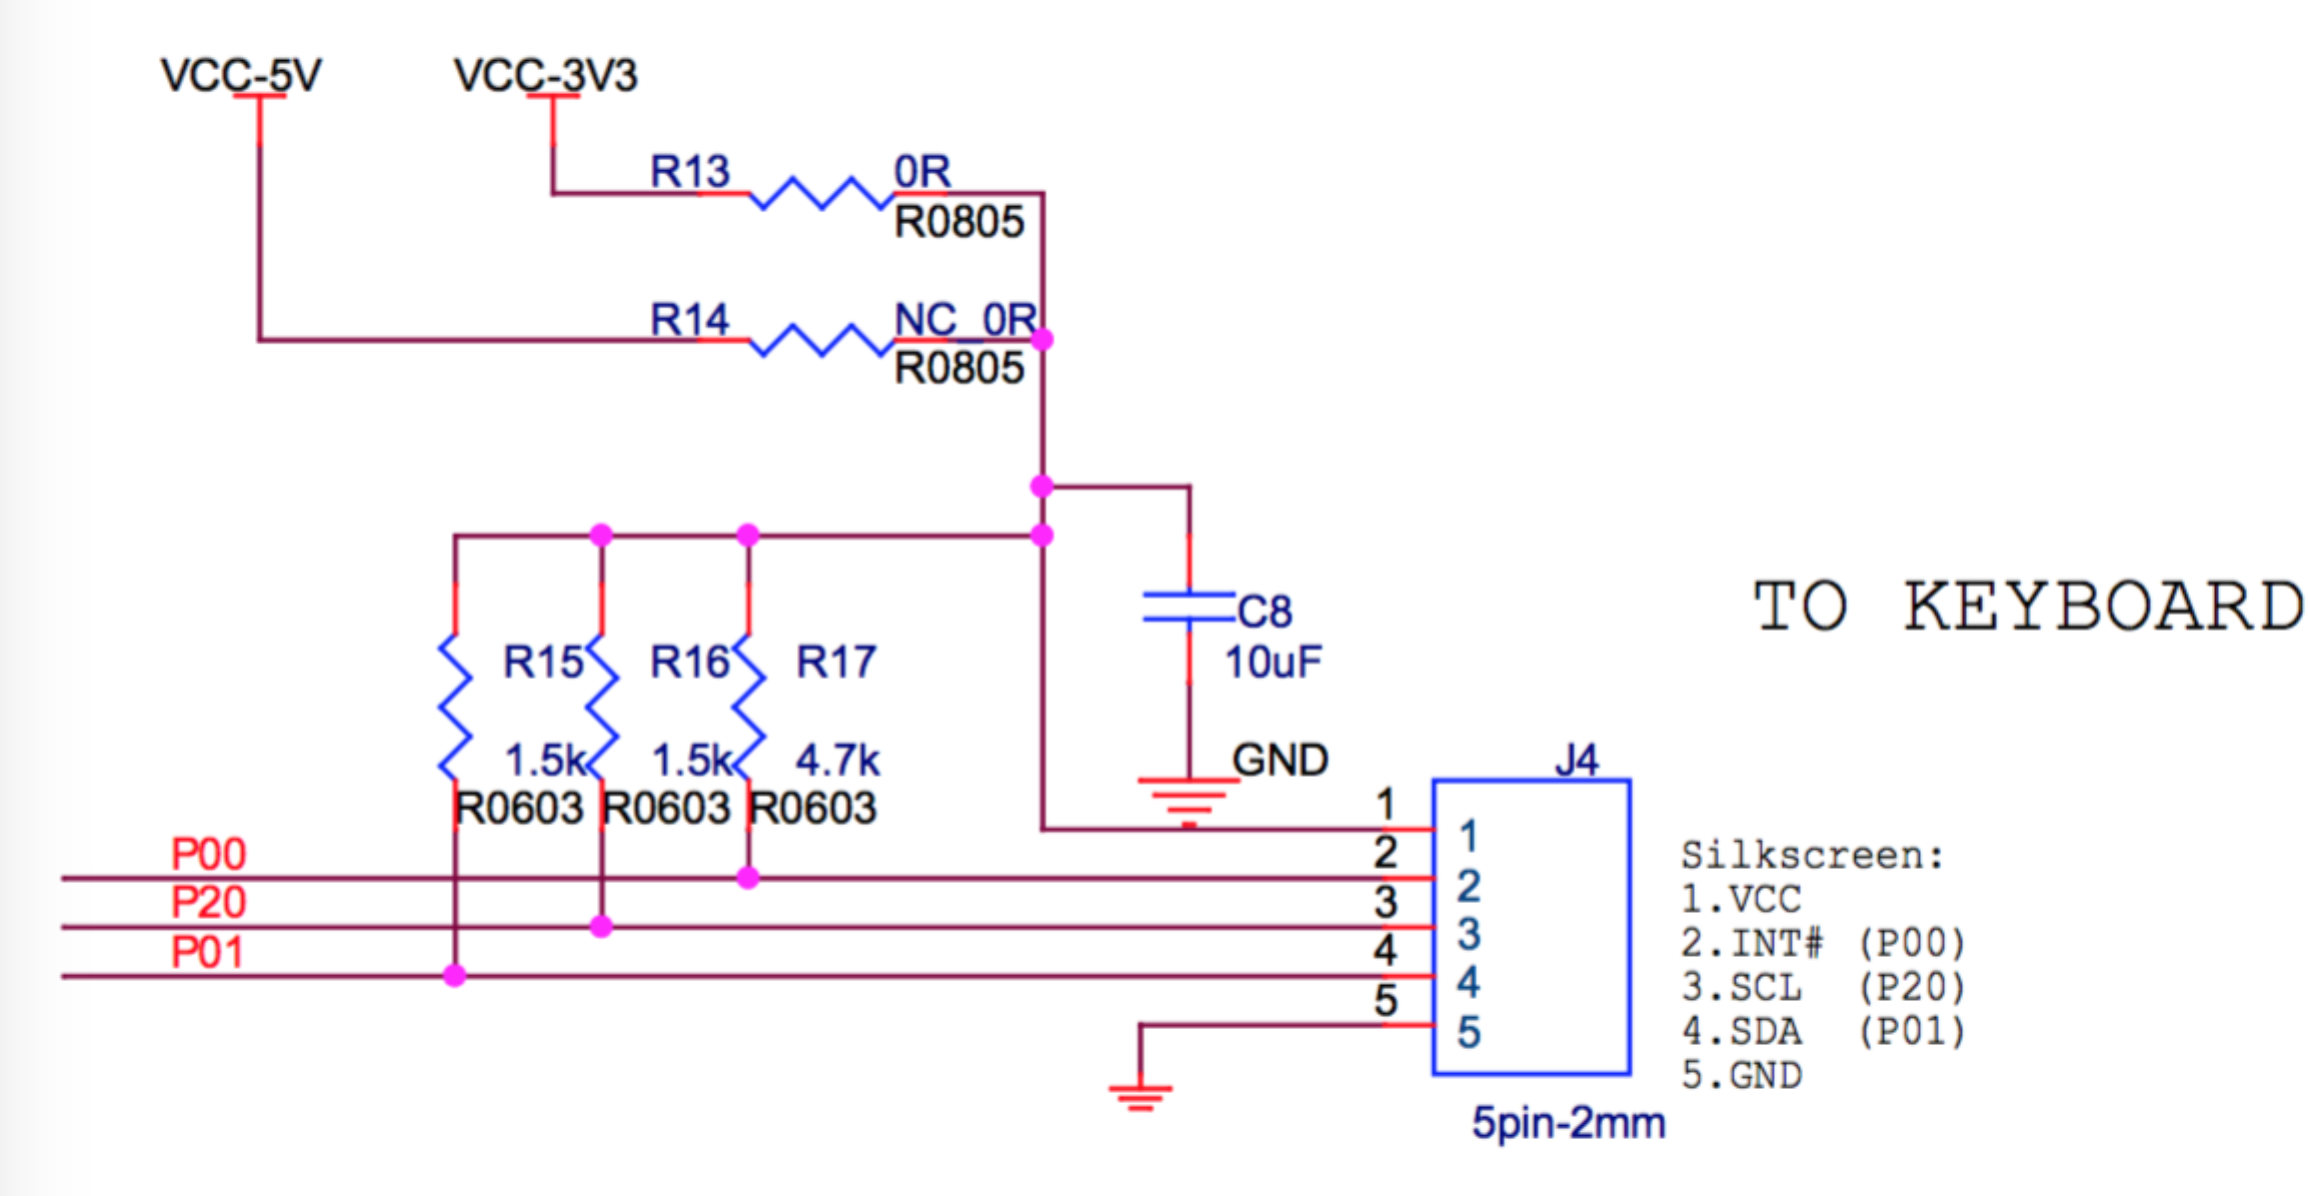 VCC-5V VCC-3V3
R13 0R
R0805
R14 NC_0R
R0805
TO KEYBOARD
C8
10uF
R15 R16 R17
1.5k 1.5k 4.7k
R0603 R0603 R0603
GND
J4
P00
P20
P01
1 1
2 2
3 3
4 4
5 5
Silkscreen:
1.VCC
2.INT# (P00)
3.SCL (P20)
4.SDA (P01)
5.GND
5pin-2mm